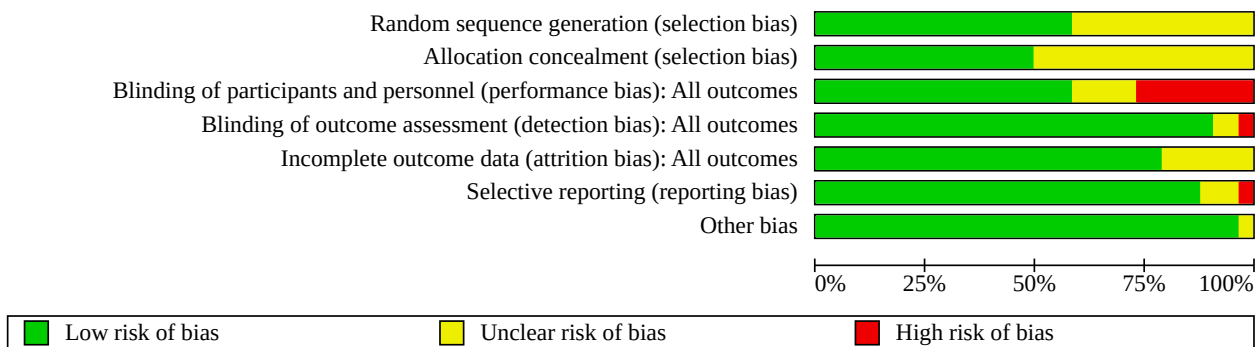 Random sequence generation (selection bias)
Allocation concealment (selection bias)
Blinding of participants and personnel (performance bias): All outcomes
Blinding of outcome assessment (detection bias): All outcomes
Incomplete outcome data (attrition bias): All outcomes
Selective reporting (reporting bias)
Other bias
0% 25% 50% 75% 100%
Low risk of bias Unclear risk of bias High risk of bias